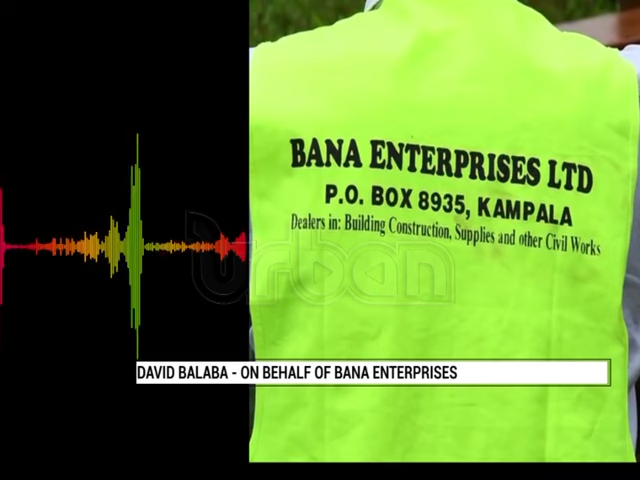 BANA ENTERPRISES LTD
P.O. BOX 8935, KAMPALA
Dealers in: Building Construction, Supplies and other Civil Works
urban
DAVID BALABA - ON BEHALF OF BANA ENTERPRISES